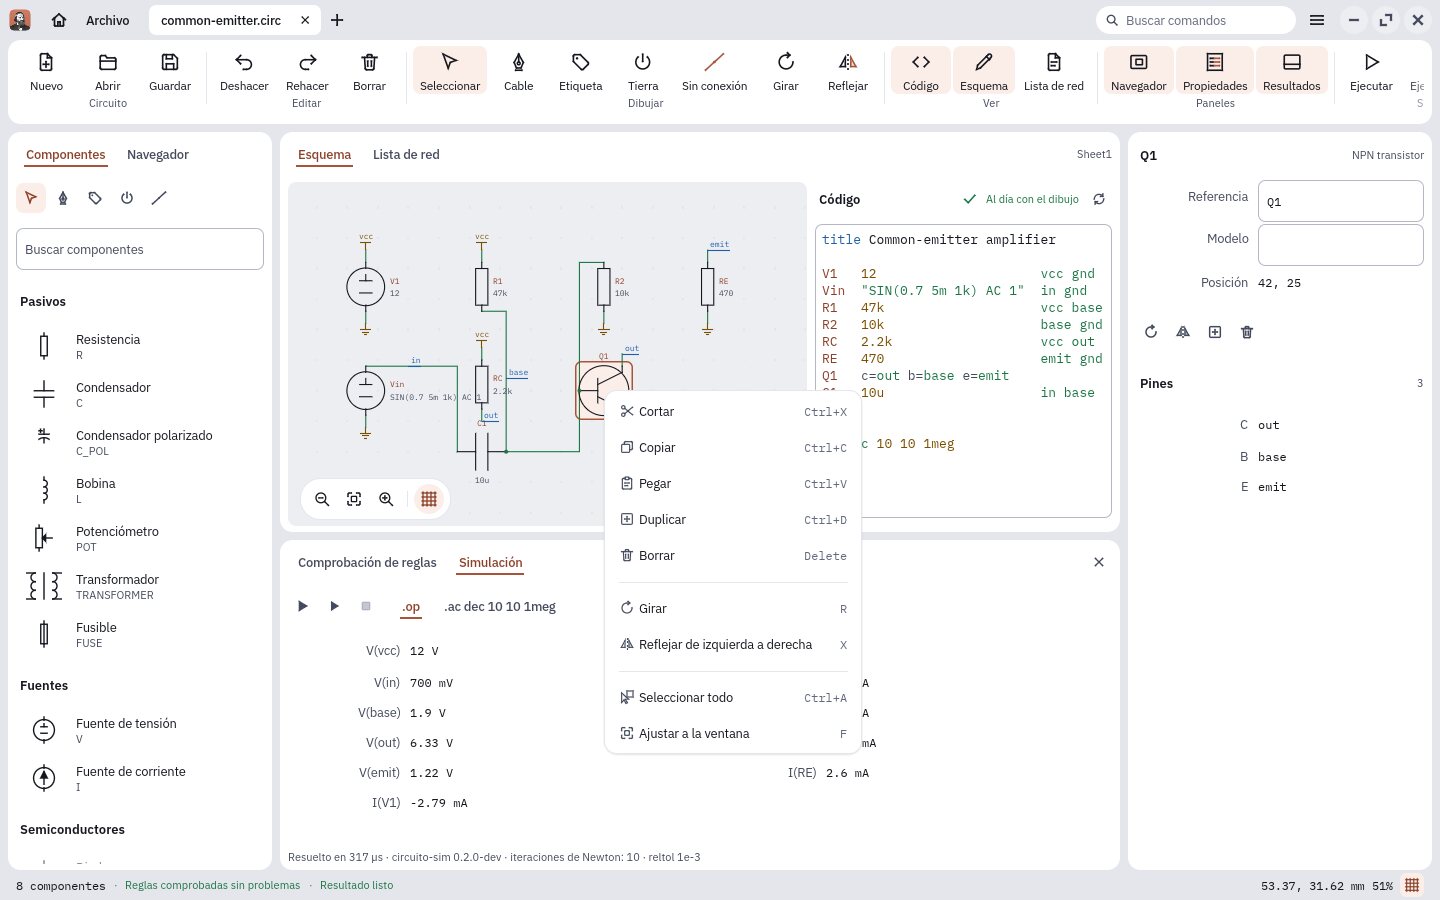 Archivo
common-emitter.circ
Buscar comandos
Nuevo
Abrir
Guardar
Circuito
Deshacer
Rehacer
Borrar
Editar
Seleccionar
Cable
Etiqueta
Tierra
Sin conexión
Girar
Reflejar
Dibujar
Código
Esquema
Lista de red
Ver
Navegador
Propiedades
Resultados
Paneles
Ejecutar
Eje
S
Componentes
Navegador
Buscar componentes
Pasivos
Resistencia
R
Condensador
C
Condensador polarizado
C_POL
Bobina
L
Potenciómetro
POT
Transformador
TRANSFORMER
Fusible
FUSE
Fuentes
Fuente de tensión
V
Fuente de corriente
I
Semiconductores
Esquema
Lista de red
Sheet1
vcc
V1
12
vcc
R1
47k
R2
10k
emit
RE
470
in
Vin
SIN(0.7 5m 1k) AC 1
vcc
RC
2.2k
base
out
C1
10u
Q1
out
Código
Al día con el dibujo
title Common-emitter amplifier
V1 12 vcc gnd
Vin "SIN(0.7 5m 1k) AC 1" in gnd
R1 47k vcc base
R2 10k base gnd
RC 2.2k vcc out
RE 470 emit gnd
Q1 c=out b=base e=emit
10u in base
c 10 10 1meg
Cortar Ctrl+X
Copiar Ctrl+C
Pegar Ctrl+V
Duplicar Ctrl+D
Borrar Delete
Girar R
Reflejar de izquierda a derecha X
Seleccionar todo Ctrl+A
Ajustar a la ventana F
Comprobación de reglas
Simulación
.op
.ac dec 10 10 1meg
V(vcc) 12 V
V(in) 700 mV
V(base) 1.9 V
V(out) 6.33 V
V(emit) 1.22 V
I(V1) -2.79 mA
A
A
mA
I(RE) 2.6 mA
Resuelto en 317 µs · circuito-sim 0.2.0-dev · iteraciones de Newton: 10 · reltol 1e-3
Q1
NPN transistor
Referencia Q1
Modelo
Posición 42, 25
Pines 3
C out
B base
E emit
8 componentes · Reglas comprobadas sin problemas · Resultado listo
53.37, 31.62 mm 51%